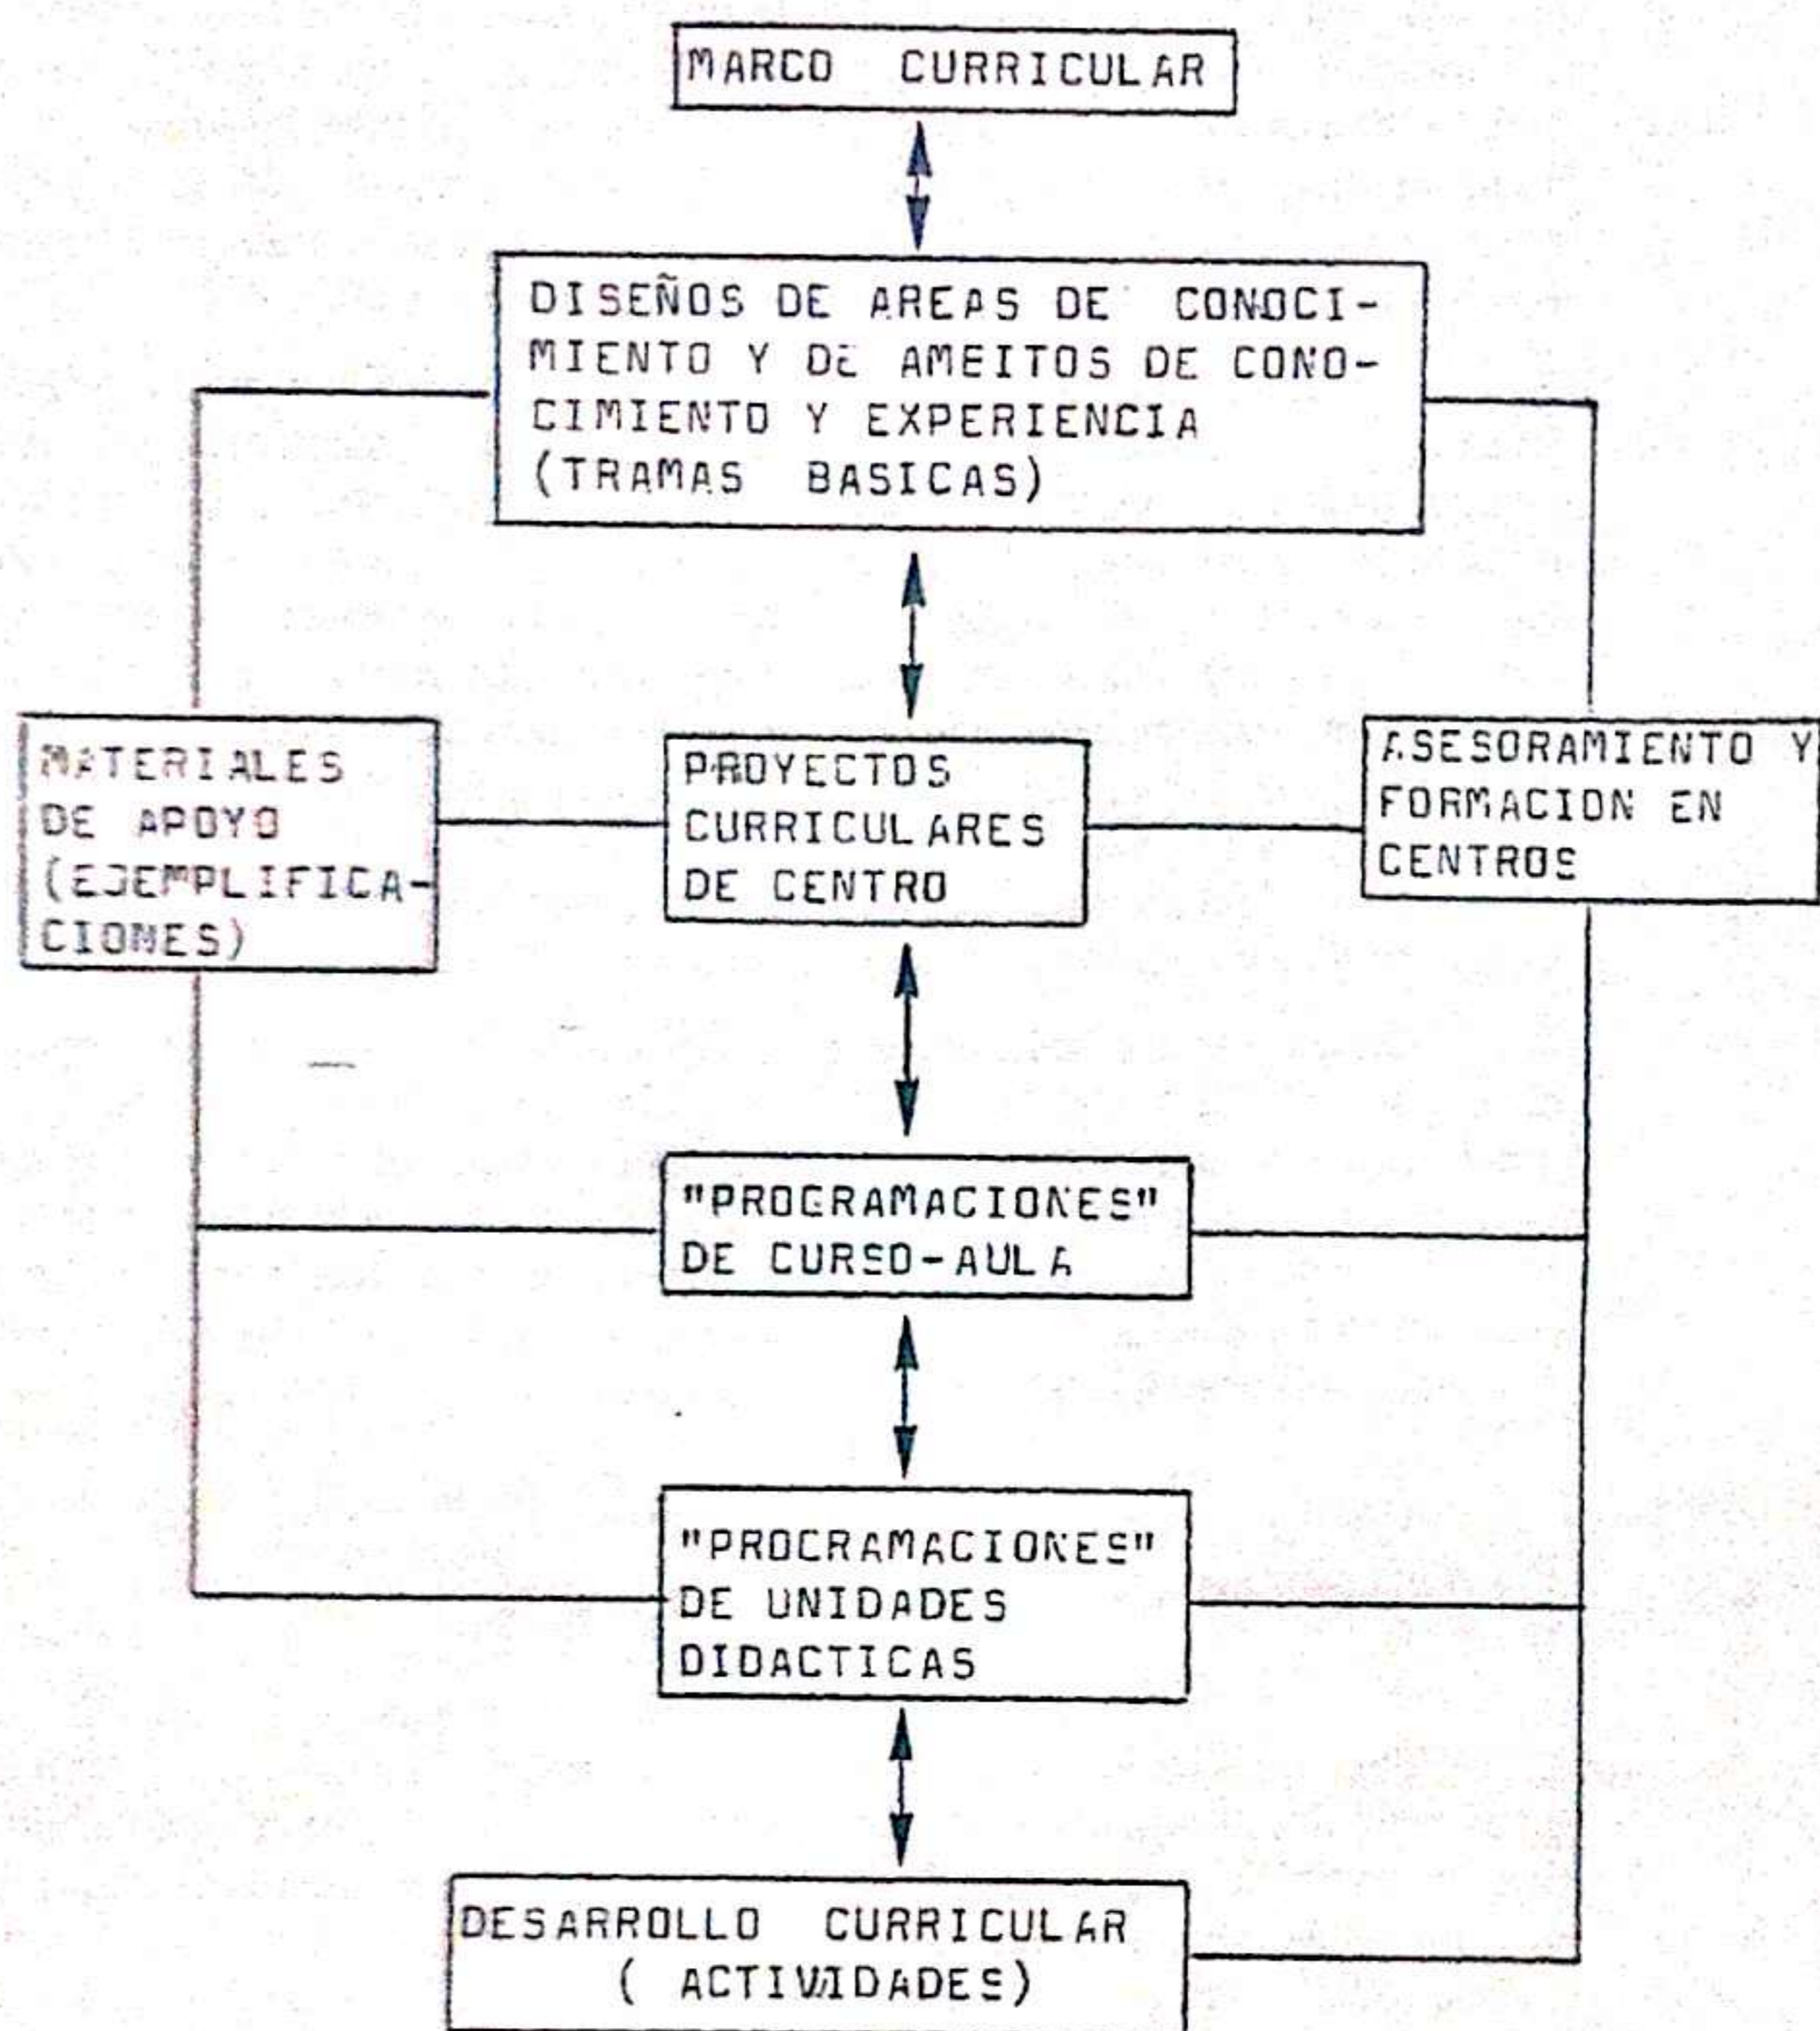 MARCO CURRICULAR
DISEÑOS DE AREAS DE CONOCI-
MIENTO Y DE AMBITOS DE CONO-
CIMIENTO Y EXPERIENCIA
(TRAMAS BASICAS)
MATERIALES
DE APOYO
(EJEMPLIFICA-
CIONES)
PROYECTOS
CURRICULARES
DE CENTRO
ASESORAMIENTO Y
FORMACION EN
CENTROS
"PROGRAMACIONES"
DE CURSO-AULA
"PROGRAMACIONES"
DE UNIDADES
DIDACTICAS
DESARROLLO CURRICULAR
( ACTIVIDADES)